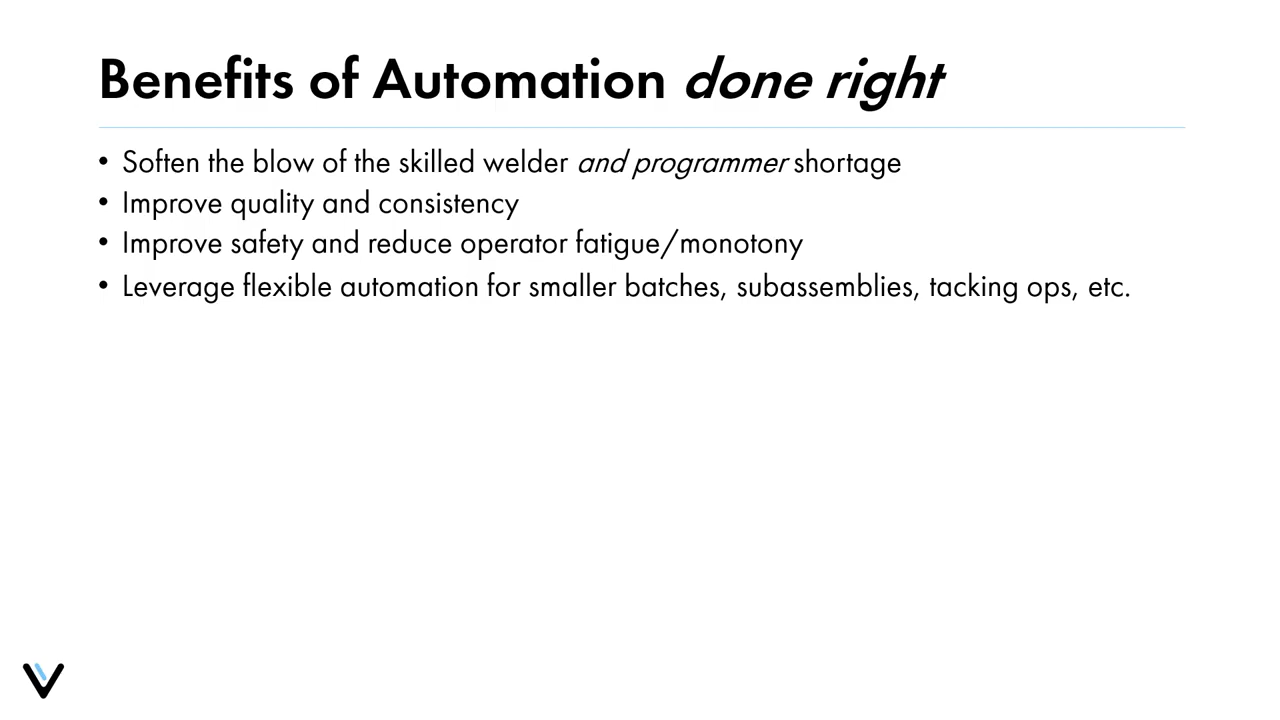 Benefits of Automation done right
• Soften the blow of the skilled welder and programmer shortage
• Improve quality and consistency
• Improve safety and reduce operator fatigue/monotony
• Leverage flexible automation for smaller batches, subassemblies, tacking ops, etc.